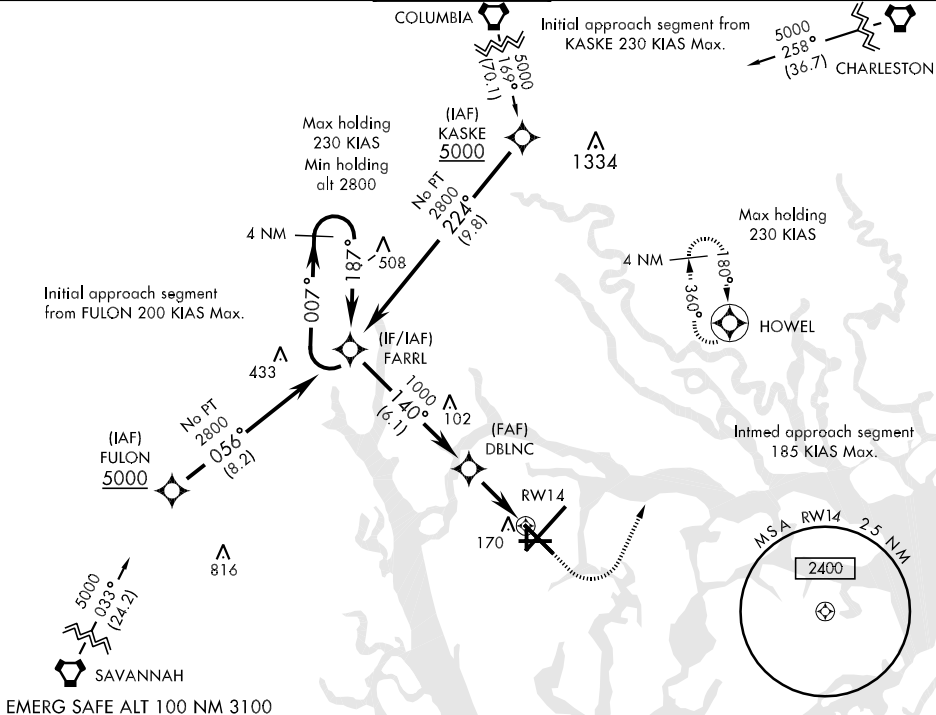 COLUMBIA
5000
169°
(70.1)
Initial approach segment from
KASKE 230 KIAS Max.
5000
258°
(36.7)
CHARLESTON
(IAF)
KASKE
5000
1334
Max holding
230 KIAS
Min holding
alt 2800
No PT
2800
224°
(9.8)
4 NM
187°
007°
508
Max holding
230 KIAS
4 NM
180°
360°
HOWEL
Initial approach segment
from FULON 200 KIAS Max.
(IF/IAF)
FARRL
433
1000
140°
(6.1)
102
No PT
2800
056°
(8.2)
(IAF)
FULON
5000
(FAF)
DBLNC
Intmed approach segment
185 KIAS Max.
RW14
170
816
MSA RW14 25 NM
2400
5000
033°
(24.2)
SAVANNAH
EMERG SAFE ALT 100 NM 3100